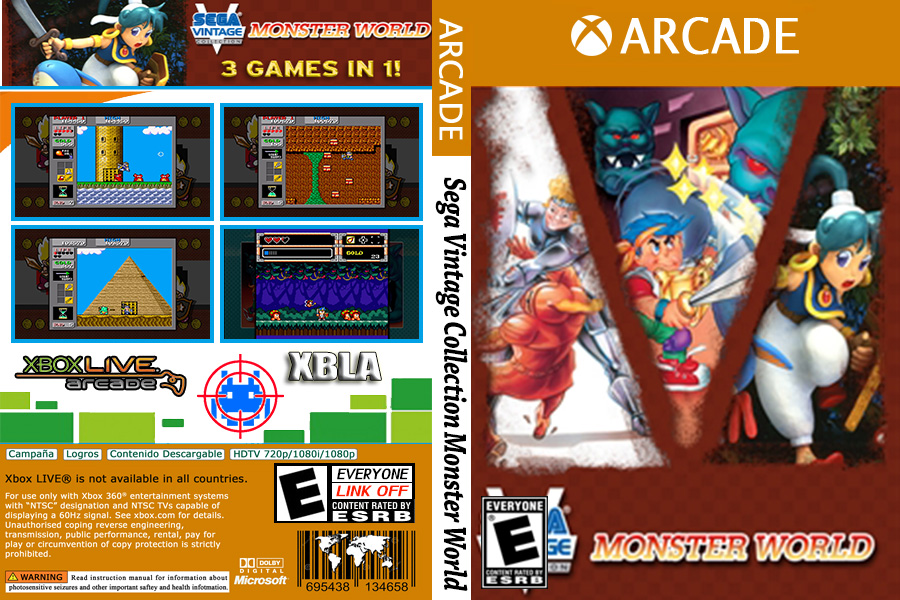 SEGA
VINTAGE
COLLECTION
MONSTER WORLD
3 GAMES IN 1!
GOLD
23
XBOX LIVE
arcade
XBLA
Campaña
Logros
Contenido Descargable
HDTV 720p/1080i/1080p
Xbox LIVE® is not available in all countries.
For use only with Xbox 360® entertainment systems
with “NTSC” designation and NTSC TVs capable of
displaying a 60Hz signal. See xbox.com for details.
Unauthorised coping reverse engineering,
transmission, public performance, rental, pay for
play or circumvention of copy protection is strictly
prohibited.
WARNING Read instruction manual for information about
photosensitive seizures and other important saftey and health information.
E
EVERYONE
LINK OFF
CONTENT RATED BY
ESRB
DOLBY
DIGITAL
Microsoft
695438 134658
ARCADE
Sega Vintage Collection Monster World
ARCADE
EVERYONE
E
CONTENT RATED BY
ESRB
MONSTER WORLD